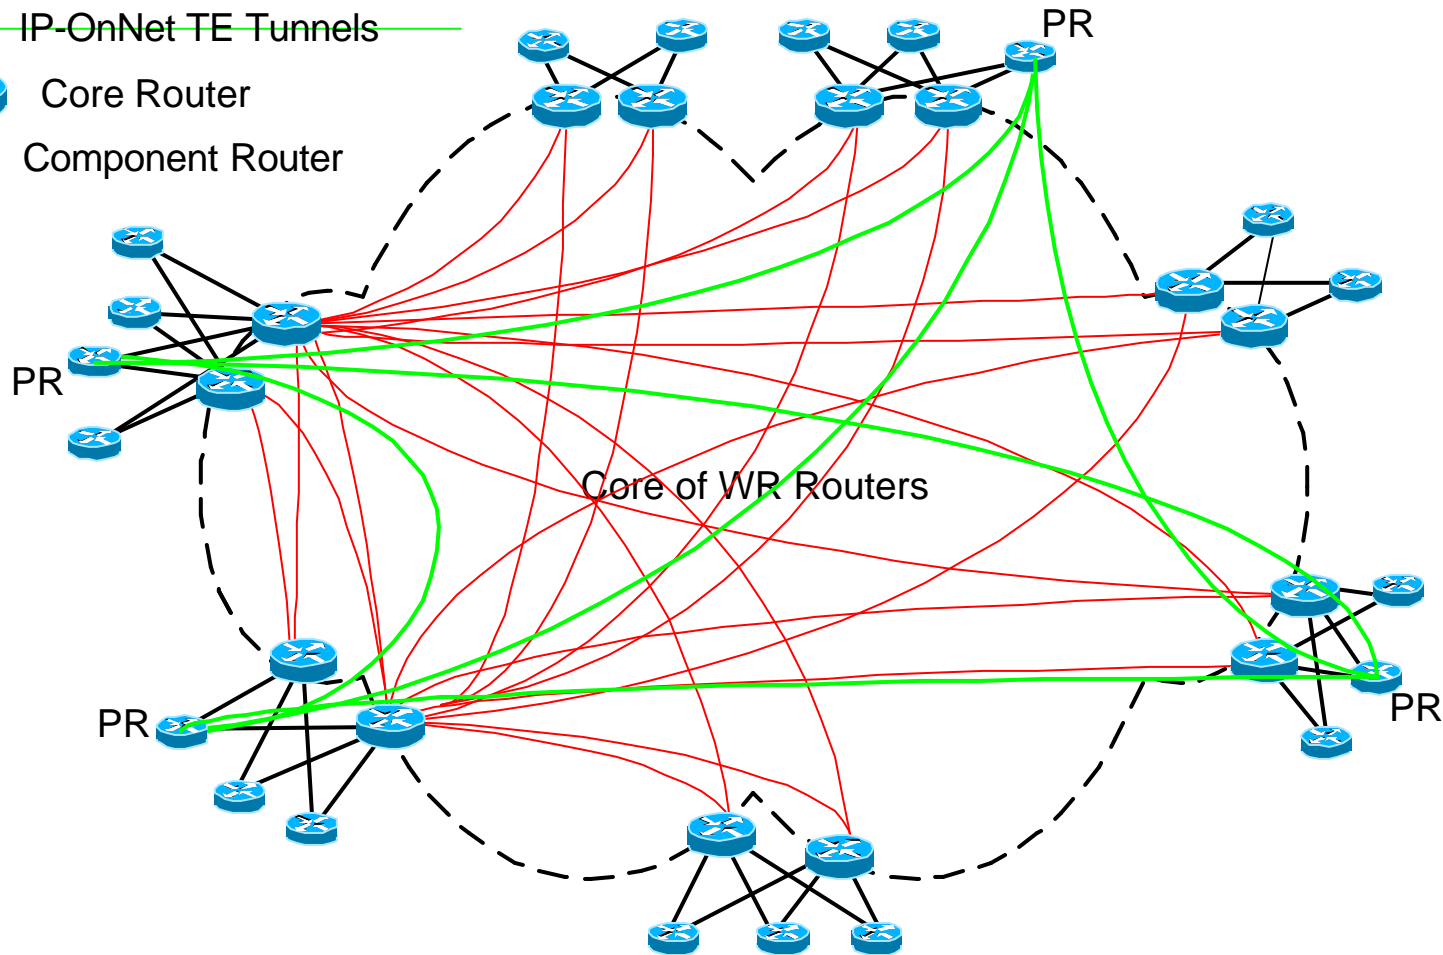 IP-OnNet TE Tunnels
PR
Core Router
Component Router
PR
Core of WR Routers
PR
PR